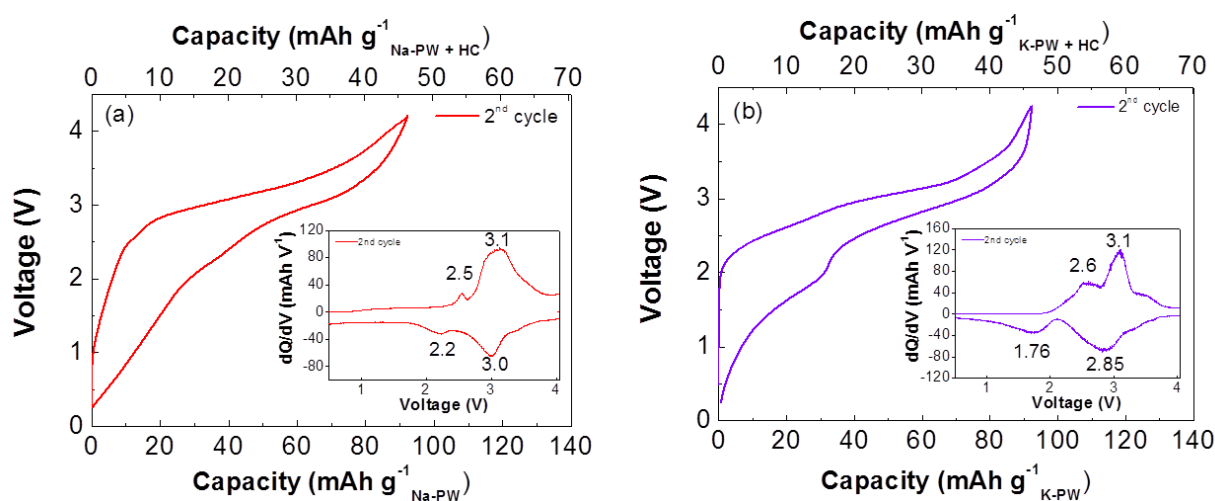 Capacity (mAh g-1 Na-PW + HC)
0 10 20 30 40 50 60 70
(a)
2nd cycle
Voltage (V)
4
3
2
1
0
2nd cycle
dQ/dV (mAh V-1)
120
80
40
0
-40
-80
3.1
2.5
2.2
3.0
1 2 3 4
Voltage (V)
0 20 40 60 80 100 120 140
Capacity (mAh g-1 Na-PW)
Capacity (mAh g-1 K-PW + HC)
0 10 20 30 40 50 60 70
(b)
2nd cycle
Voltage (V)
4
3
2
1
0
2nd cycle
dQ/dV (mAh V-1)
160
120
80
40
0
-40
-80
-120
3.1
2.6
1.76
2.85
1 2 3 4
Voltage (V)
0 20 40 60 80 100 120 140
Capacity (mAh g-1 K-PW)